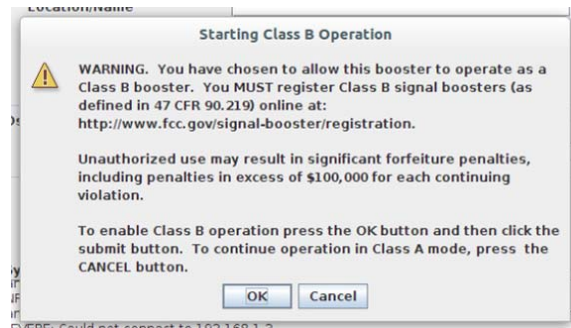 Location/Name
Starting Class B Operation
WARNING. You have chosen to allow this booster to operate as a
Class B booster. You MUST register Class B signal boosters (as
defined in 47 CFR 90.219) online at:
http://www.fcc.gov/signal-booster/registration.
Unauthorized use may result in significant forfeiture penalties,
including penalties in excess of $100,000 for each continuing
violation.
To enable Class B operation press the OK button and then click the
submit button. To continue operation in Class A mode, press the
CANCEL button.
OK Cancel
Could not connect to 192.168.1.2